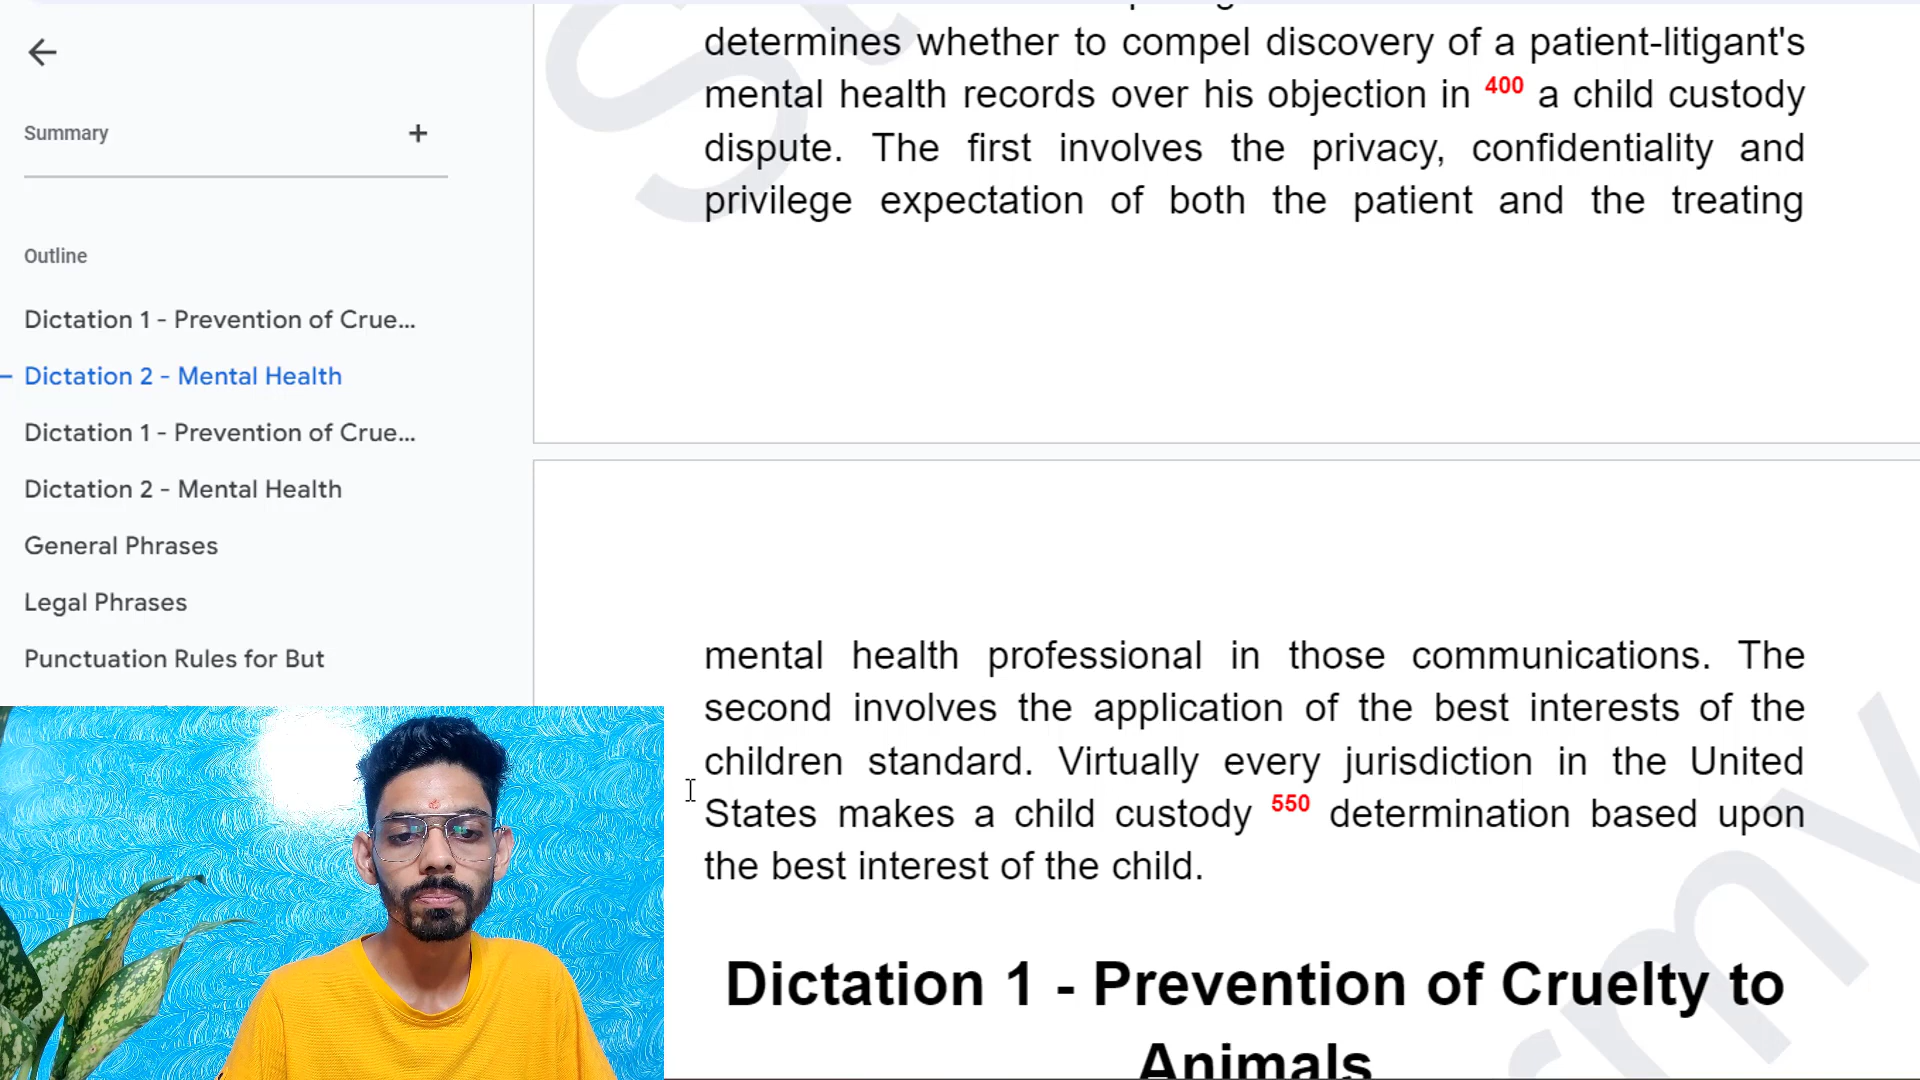 Summary
Outline
Dictation 1 - Prevention of Crue...
Dictation 2 - Mental Health
Dictation 1 - Prevention of Crue...
Dictation 2 - Mental Health
General Phrases
Legal Phrases
Punctuation Rules for But
determines whether to compel discovery of a patient-litigant's
mental health records over his objection in 400 a child custody
dispute. The first involves the privacy, confidentiality and
privilege expectation of both the patient and the treating
mental health professional in those communications. The
second involves the application of the best interests of the
children standard. Virtually every jurisdiction in the United
States makes a child custody 550 determination based upon
the best interest of the child.
Dictation 1 - Prevention of Cruelty to
Animals